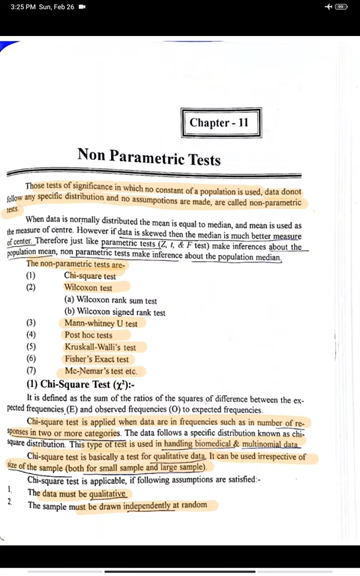 3:25 PM Sun, Feb 26
Chapter - 11
Non Parametric Tests
Those tests of significance in which no constant of a population is used, data donot
follow any specific distribution and no assumptions are made, are called non-parametric
tests.
When data is normally distributed the mean is equal to median, and mean is used as
the measure of centre. However if data is skewed then the median is much better measure
of center. Therefore just like parametric tests (Z, t, & F test) make inferences about the
population mean, non parametric tests make inference about the population median.
The non-parametric tests are-
(1) Chi-square test
(2) Wilcoxon test
(a) Wilcoxon rank sum test
(b) Wilcoxon signed rank test
(3) Mann-whitney U test
(4) Post hoc tests
(5) Kruskall-Walli's test
(6) Fisher's Exact test
(7) Mc-Nemar's test etc.
(1) Chi-Square Test (χ²):-
It is defined as the sum of the ratios of the squares of difference between the ex-
pected frequencies (E) and observed frequencies (O) to expected frequencies.
Chi-square test is applied when data are in frequencies such as in number of re-
sponses in two or more categories. The data follows a specific distribution known as chi-
square distribution. This type of test is used in handling biomedical & multinomial data.
Chi-square test is basically a test for qualitative data. It can be used irrespective of
size of the sample (both for small sample and large sample).
Chi-square test is applicable, if following assumptions are satisfied:-
1. The data must be qualitative.
2. The sample must be drawn independently at random